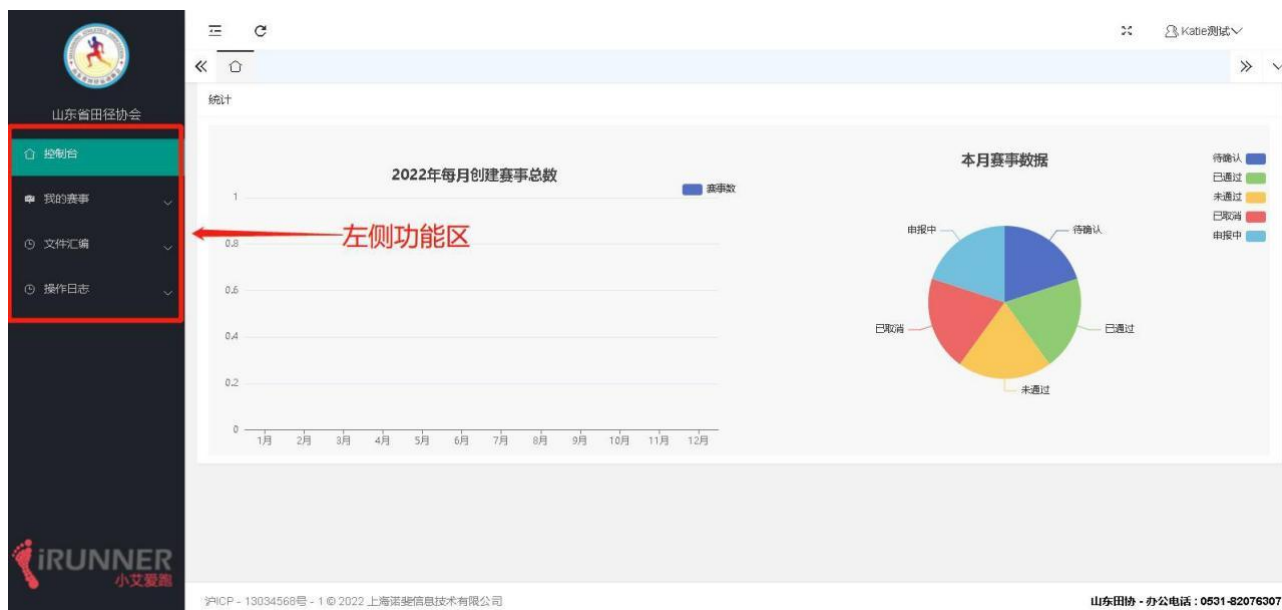 Katie测试
山东省田径协会
控制台
我的赛事
文件汇编
操作日志
iRUNNER
小艾爱跑
统计
2022年每月创建赛事总数
赛事数
1
0.8
0.6
0.4
0.2
0
1月 2月 3月 4月 5月 6月 7月 8月 9月 10月 11月 12月
左侧功能区
本月赛事数据
待确认
已通过
未通过
已取消
申报中
申报中
待确认
已取消
已通过
未通过
沪ICP - 13034568号 - 1 © 2022 上海诺斐信息技术有限公司
山东田协 - 办公电话 : 0531-82076307